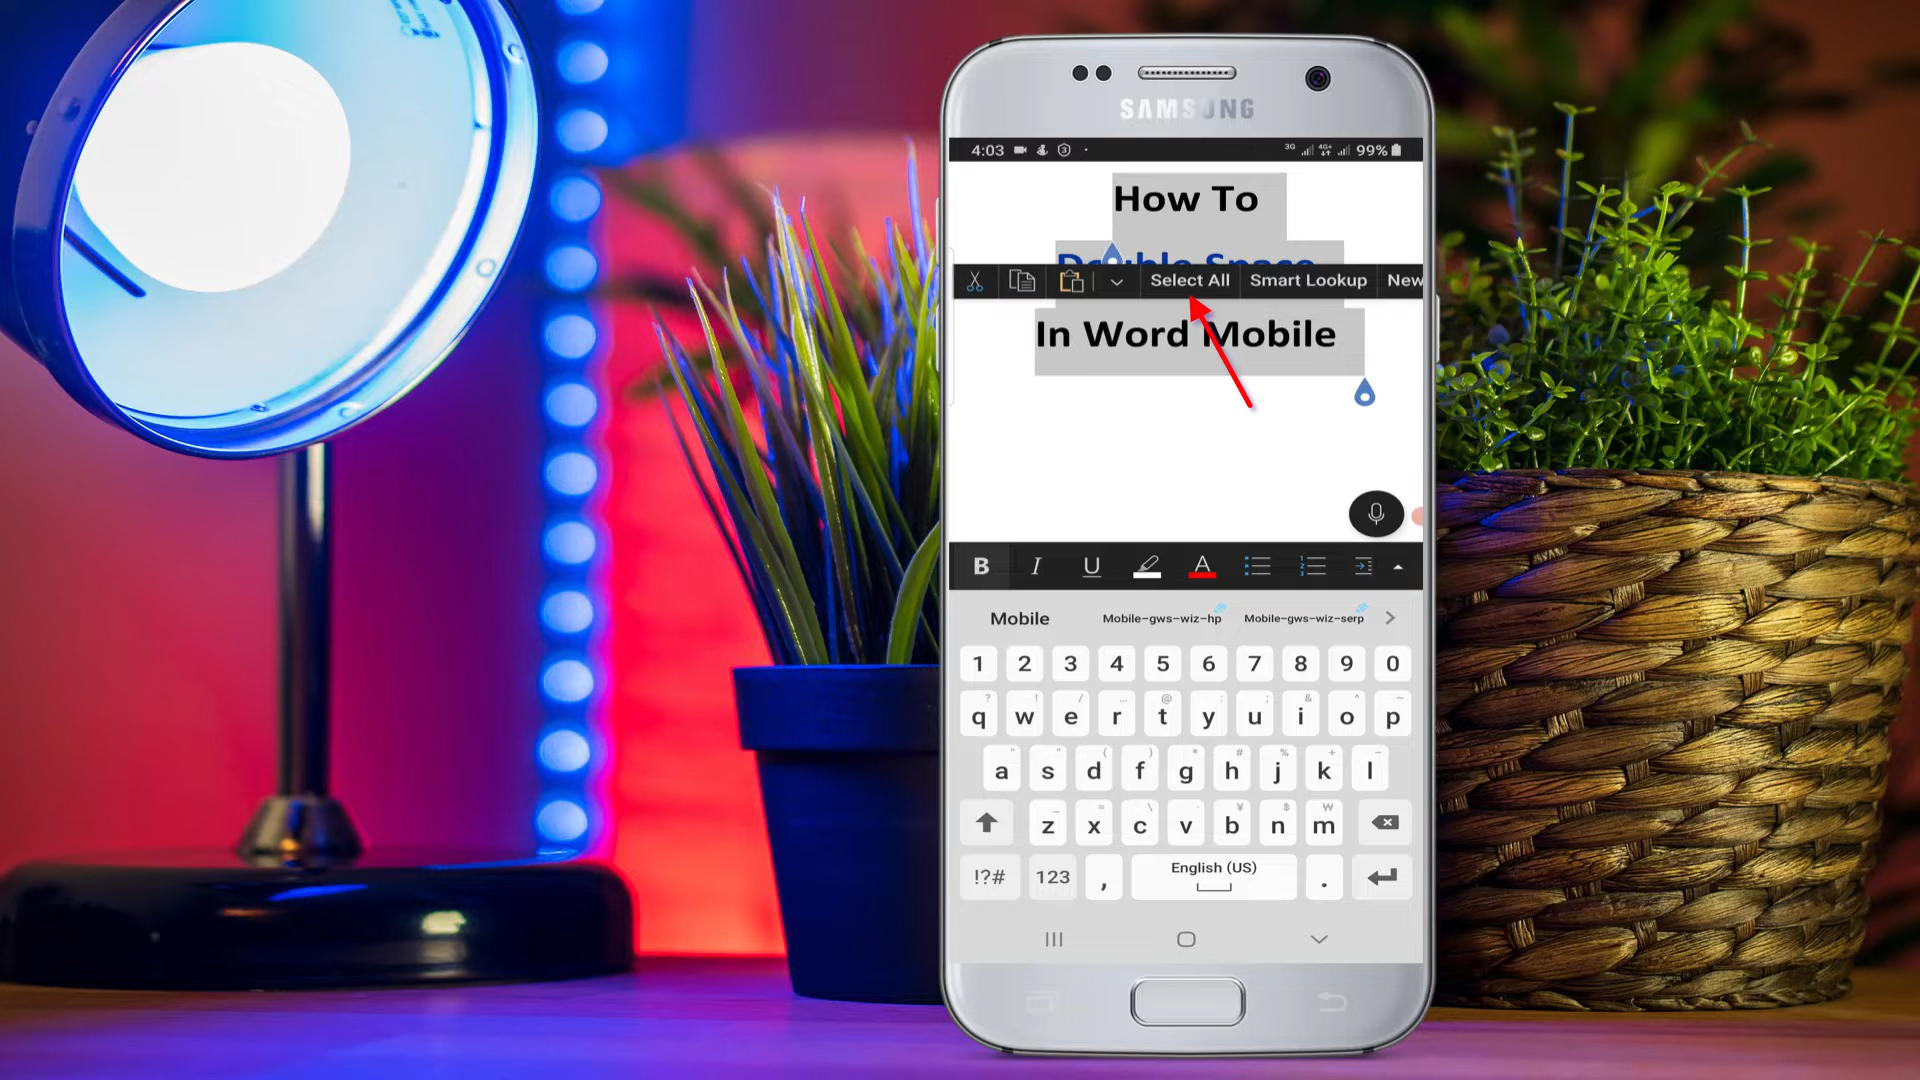 SAMSUNG
4:03 3G 4G+ 99%
How To
Double Space
Select All Smart Lookup New
In Word Mobile
B I U A
Mobile Mobile-gws-wiz-hp Mobile-gws-wiz-serp
1 2 3 4 5 6 7 8 9 0
q w e r t y u i o p
a s d f g h j k l
z x c v b n m
!?# 123 , English (US) .